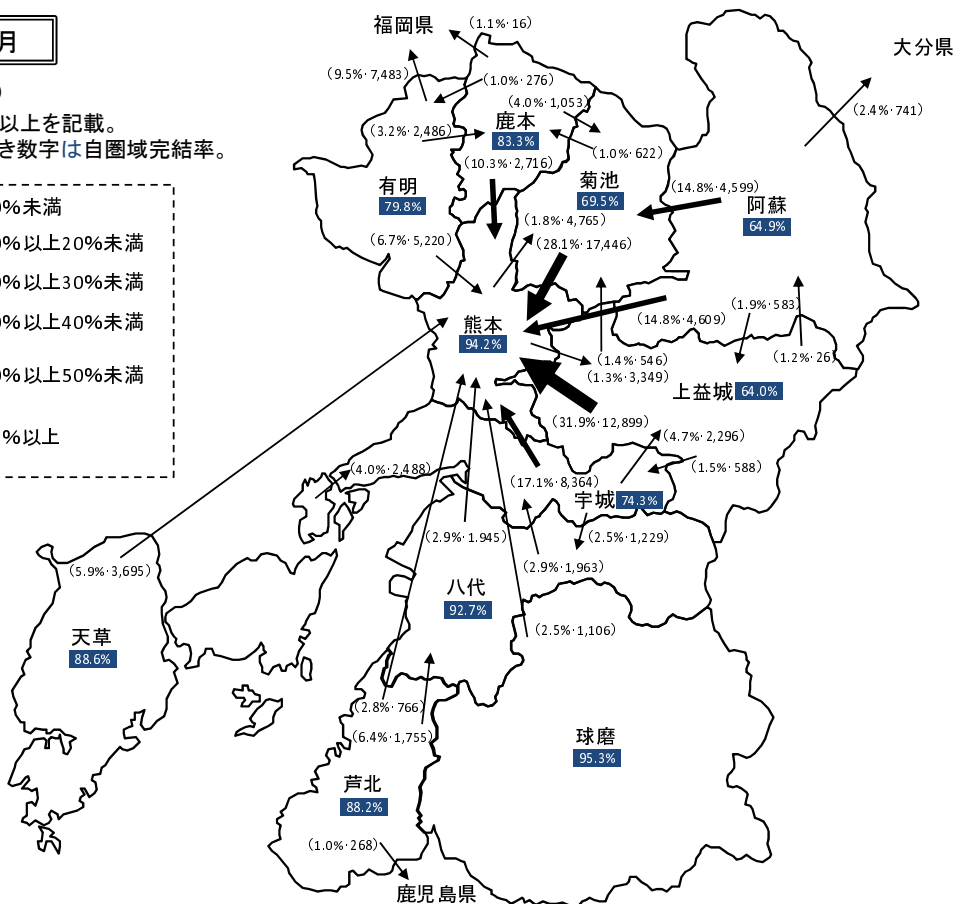 月
）
以上を記載。
き数字は自圏域完結率。
0%未満
0%以上20%未満
0%以上30%未満
0%以上40%未満
0%以上50%未満
%以上
福岡県
（1.1%･16）
大分県
（9.5%･7,483）
（1.0%･276）
（2.4%･741）
（4.0%･1,053）
鹿本
83.3%
（3.2%･2,486）
（1.0%･622）
（10.3%･2,716）
有明
79.8%
菊池
69.5%
（14.8%･4,599）
阿蘇
64.9%
（1.8%･4,765）
（6.7%･5,220）
（28.1%･17,446）
（1.9%･583）
熊本
94.2%
（14.8%･4,609）
（1.4%･546）
（1.2%･26
（1.3%･3,349）
上益城
64.0%
（31.9%･12,899）
（4.7%･2,296）
（4.0%･2,488）
（1.5%･588）
（17.1%･8,364）
宇城
74.3%
（2.9%･1.945）
（2.5%･1,229）
（2.9%･1,963）
（5.9%･3,695）
八代
92.7%
（2.5%･1,106）
天草
88.6%
（2.8%･766）
（6.4%･1,755）
球磨
95.3%
芦北
88.2%
（1.0%･268）
鹿児島県